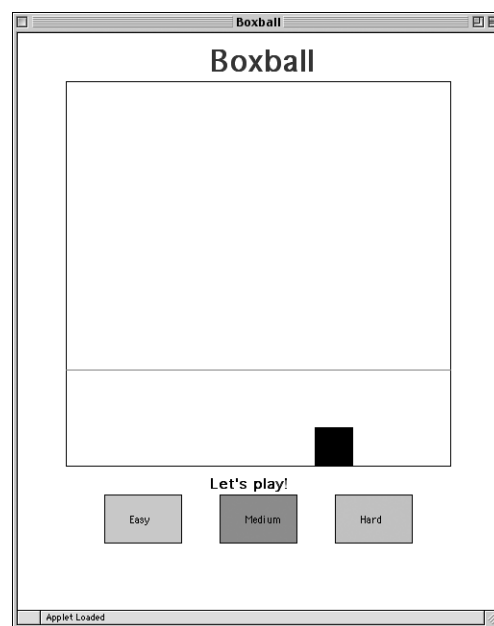 Boxball
Boxball
Let's play!
Easy
Medium
Hard
Applet Loaded